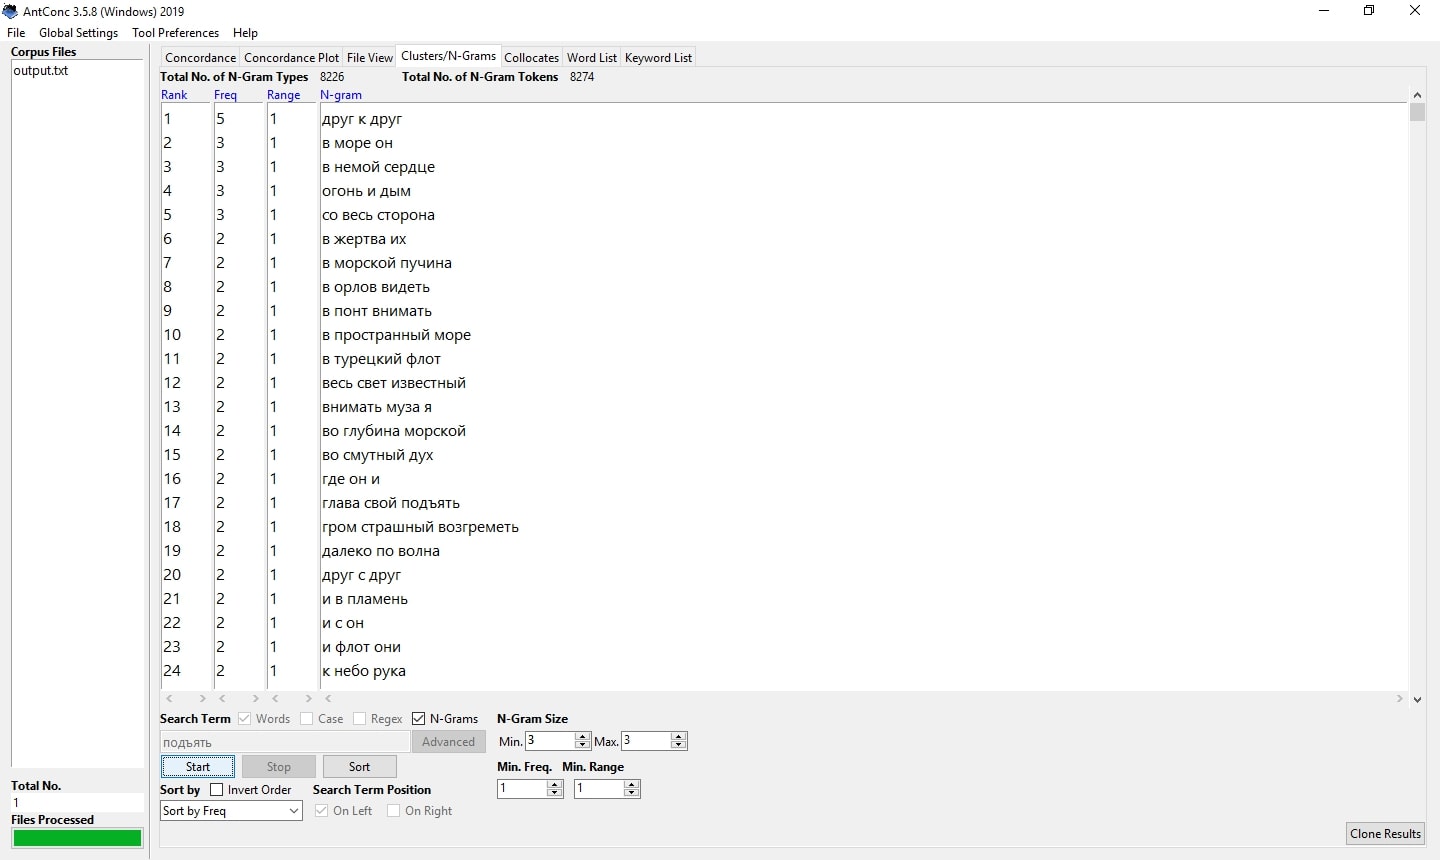 AntConc 3.5.8 (Windows) 2019
File Global Settings Tool Preferences Help
Corpus Files
output.txt
Concordance Concordance Plot File View Clusters/N-Grams Collocates Word List Keyword List
Total No. of N-Gram Types 8226 Total No. of N-Gram Tokens 8274
Rank Freq Range N-gram
1 5 1 друг к друг
2 3 1 в море он
3 3 1 в немой сердце
4 3 1 огонь и дым
5 3 1 со весь сторона
6 2 1 в жертва их
7 2 1 в морской пучина
8 2 1 в орлов видеть
9 2 1 в понт внимать
10 2 1 в пространный море
11 2 1 в турецкий флот
12 2 1 весь свет известный
13 2 1 внимать муза я
14 2 1 во глубина морской
15 2 1 во смутный дух
16 2 1 где он и
17 2 1 глава свой подъять
18 2 1 гром страшный возгреметь
19 2 1 далеко по волна
20 2 1 друг с друг
21 2 1 и в пламень
22 2 1 и с он
23 2 1 и флот они
24 2 1 к небо рука
Search Term Words Case Regex N-Grams N-Gram Size
подъять Advanced Min. 3 Max. 3
Start Stop Sort Min. Freq. Min. Range
1 1
Sort by Invert Order Search Term Position
Sort by Freq On Left On Right
Total No.
1
Files Processed
Clone Results